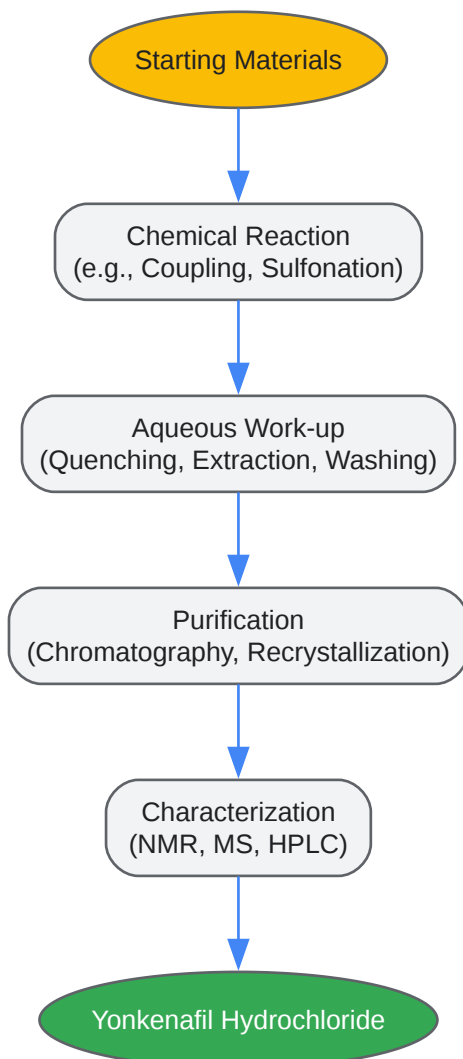 Starting Materials
Chemical Reaction
(e.g., Coupling, Sulfonation)
Aqueous Work-up
(Quenching, Extraction, Washing)
Purification
(Chromatography, Recrystallization)
Characterization
(NMR, MS, HPLC)
Yonkenafil Hydrochloride